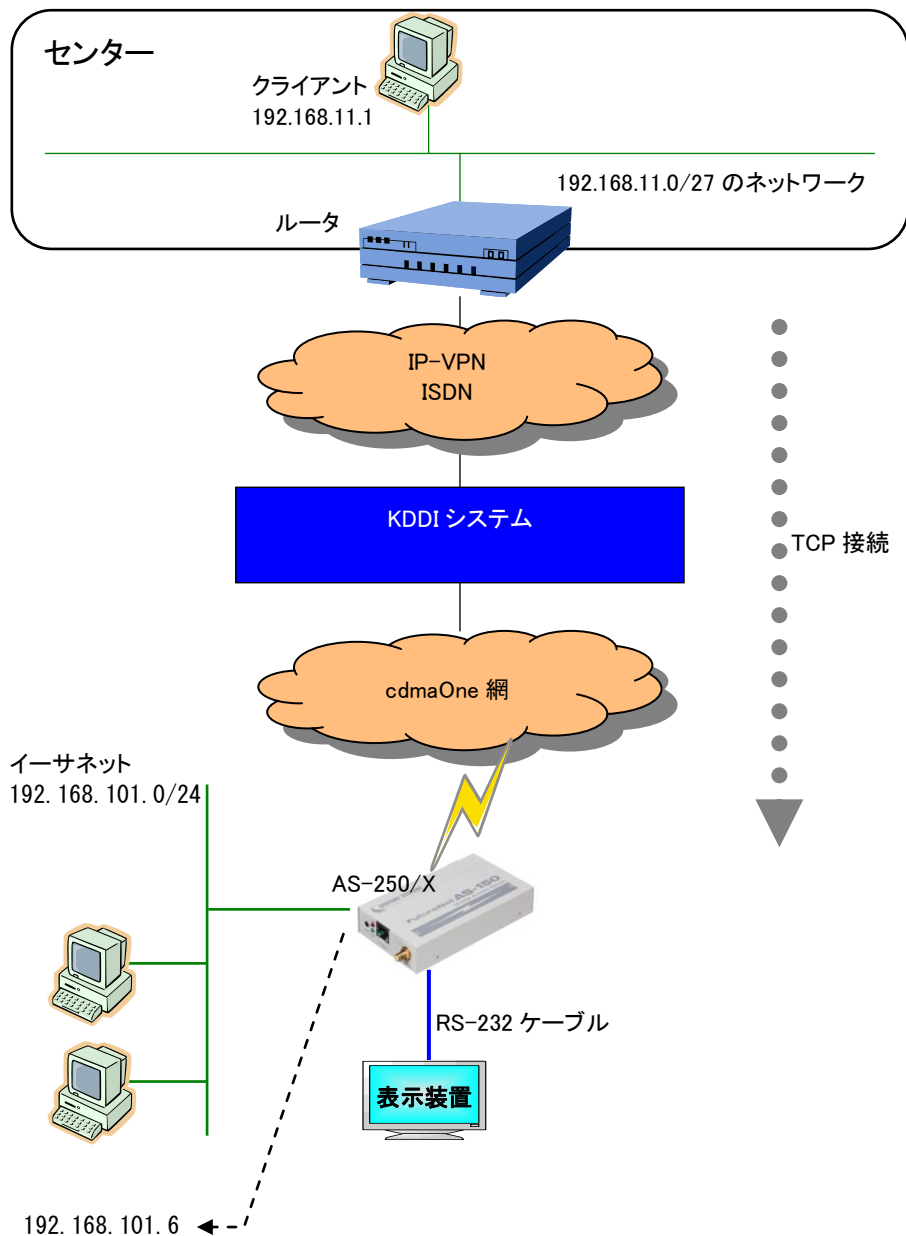 センター
クライアント
192.168.11.1
192.168.11.0/27 のネットワーク
ルータ
IP-VPN
ISDN
KDDI システム
TCP 接続
cdmaOne 網
イーサネット
192.168.101.0/24
AS-250/X
FutureNet AS-150
RS-232 ケーブル
表示装置
192.168.101.6